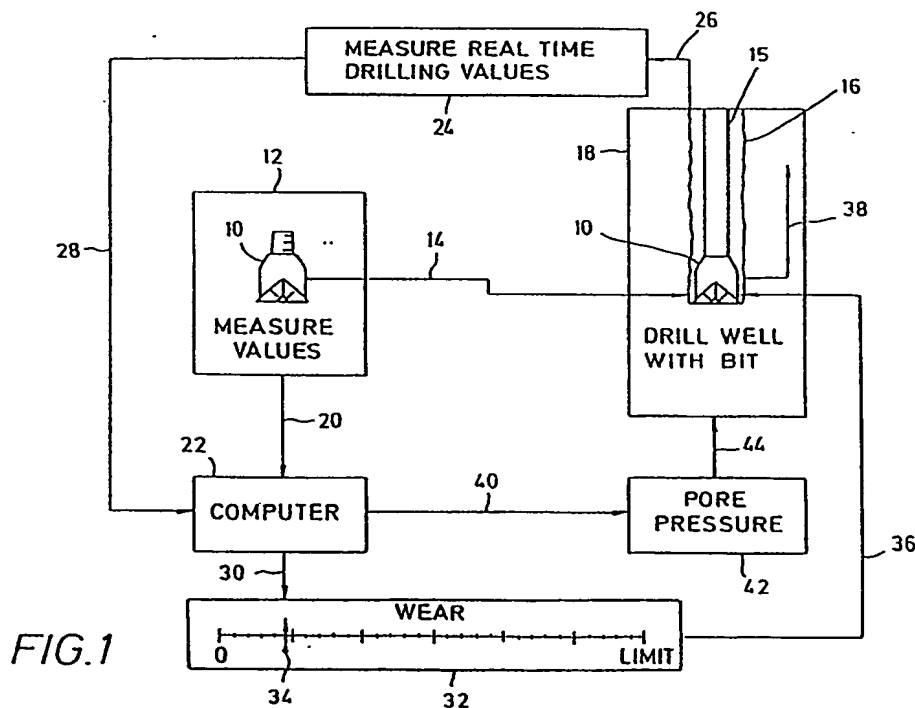 MEASURE REAL TIME
DRILLING VALUES
24
26
15
16
18
12
10
14
MEASURE
VALUES
28
10
38
DRILL WELL
WITH BIT
20
22
COMPUTER
40
44
PORE
PRESSURE
42
36
30
WEAR
0
LIMIT
34
32
FIG.1